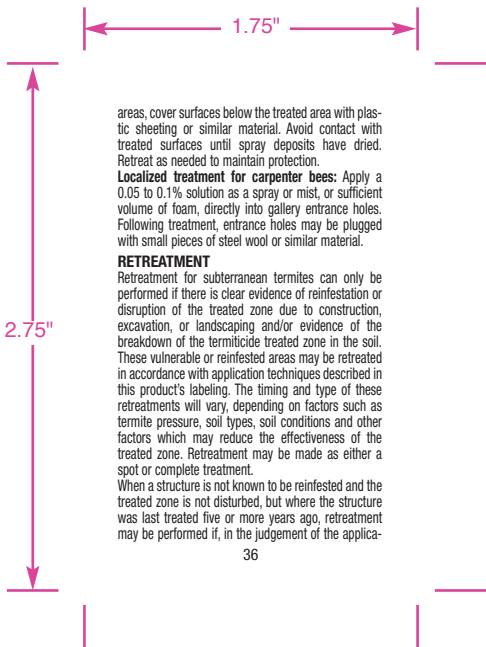 1.75"
areas, cover surfaces below the treated area with plas-
tic sheeting or similar material. Avoid contact with
treated surfaces until spray deposits have dried.
Retreat as needed to maintain protection.
Localized treatment for carpenter bees: Apply a
0.05 to 0.1% solution as a spray or mist, or sufficient
volume of foam, directly into gallery entrance holes.
Following treatment, entrance holes may be plugged
with small pieces of steel wool or similar material.
RETREATMENT
Retreatment for subterranean termites can only be
performed if there is clear evidence of reinfestation or
disruption of the treated zone due to construction,
excavation, or landscaping and/or evidence of the
breakdown of the termiticide treated zone in the soil.
2.75"
These vulnerable or reinfested areas may be retreated
in accordance with application techniques described in
this product's labeling. The timing and type of these
retreatments will vary, depending on factors such as
termite pressure, soil types, soil conditions and other
factors which may reduce the effectiveness of the
treated zone. Retreatment may be made as either a
spot or complete treatment.
When a structure is not known to be reinfested and the
treated zone is not disturbed, but where the structure
was last treated five or more years ago, retreatment
may be performed if, in the judgement of the applica-
36